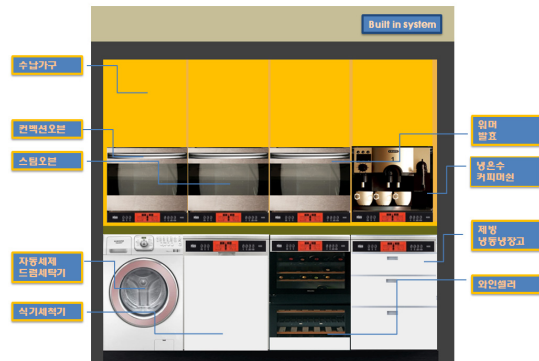 Built in system
수납가구
컨벡션오븐
스팀오븐
워머
발효
냉온수
커피머쉰
자동세제
드럼세탁기
식기세척기
제빙
냉동냉장고
와인셀러